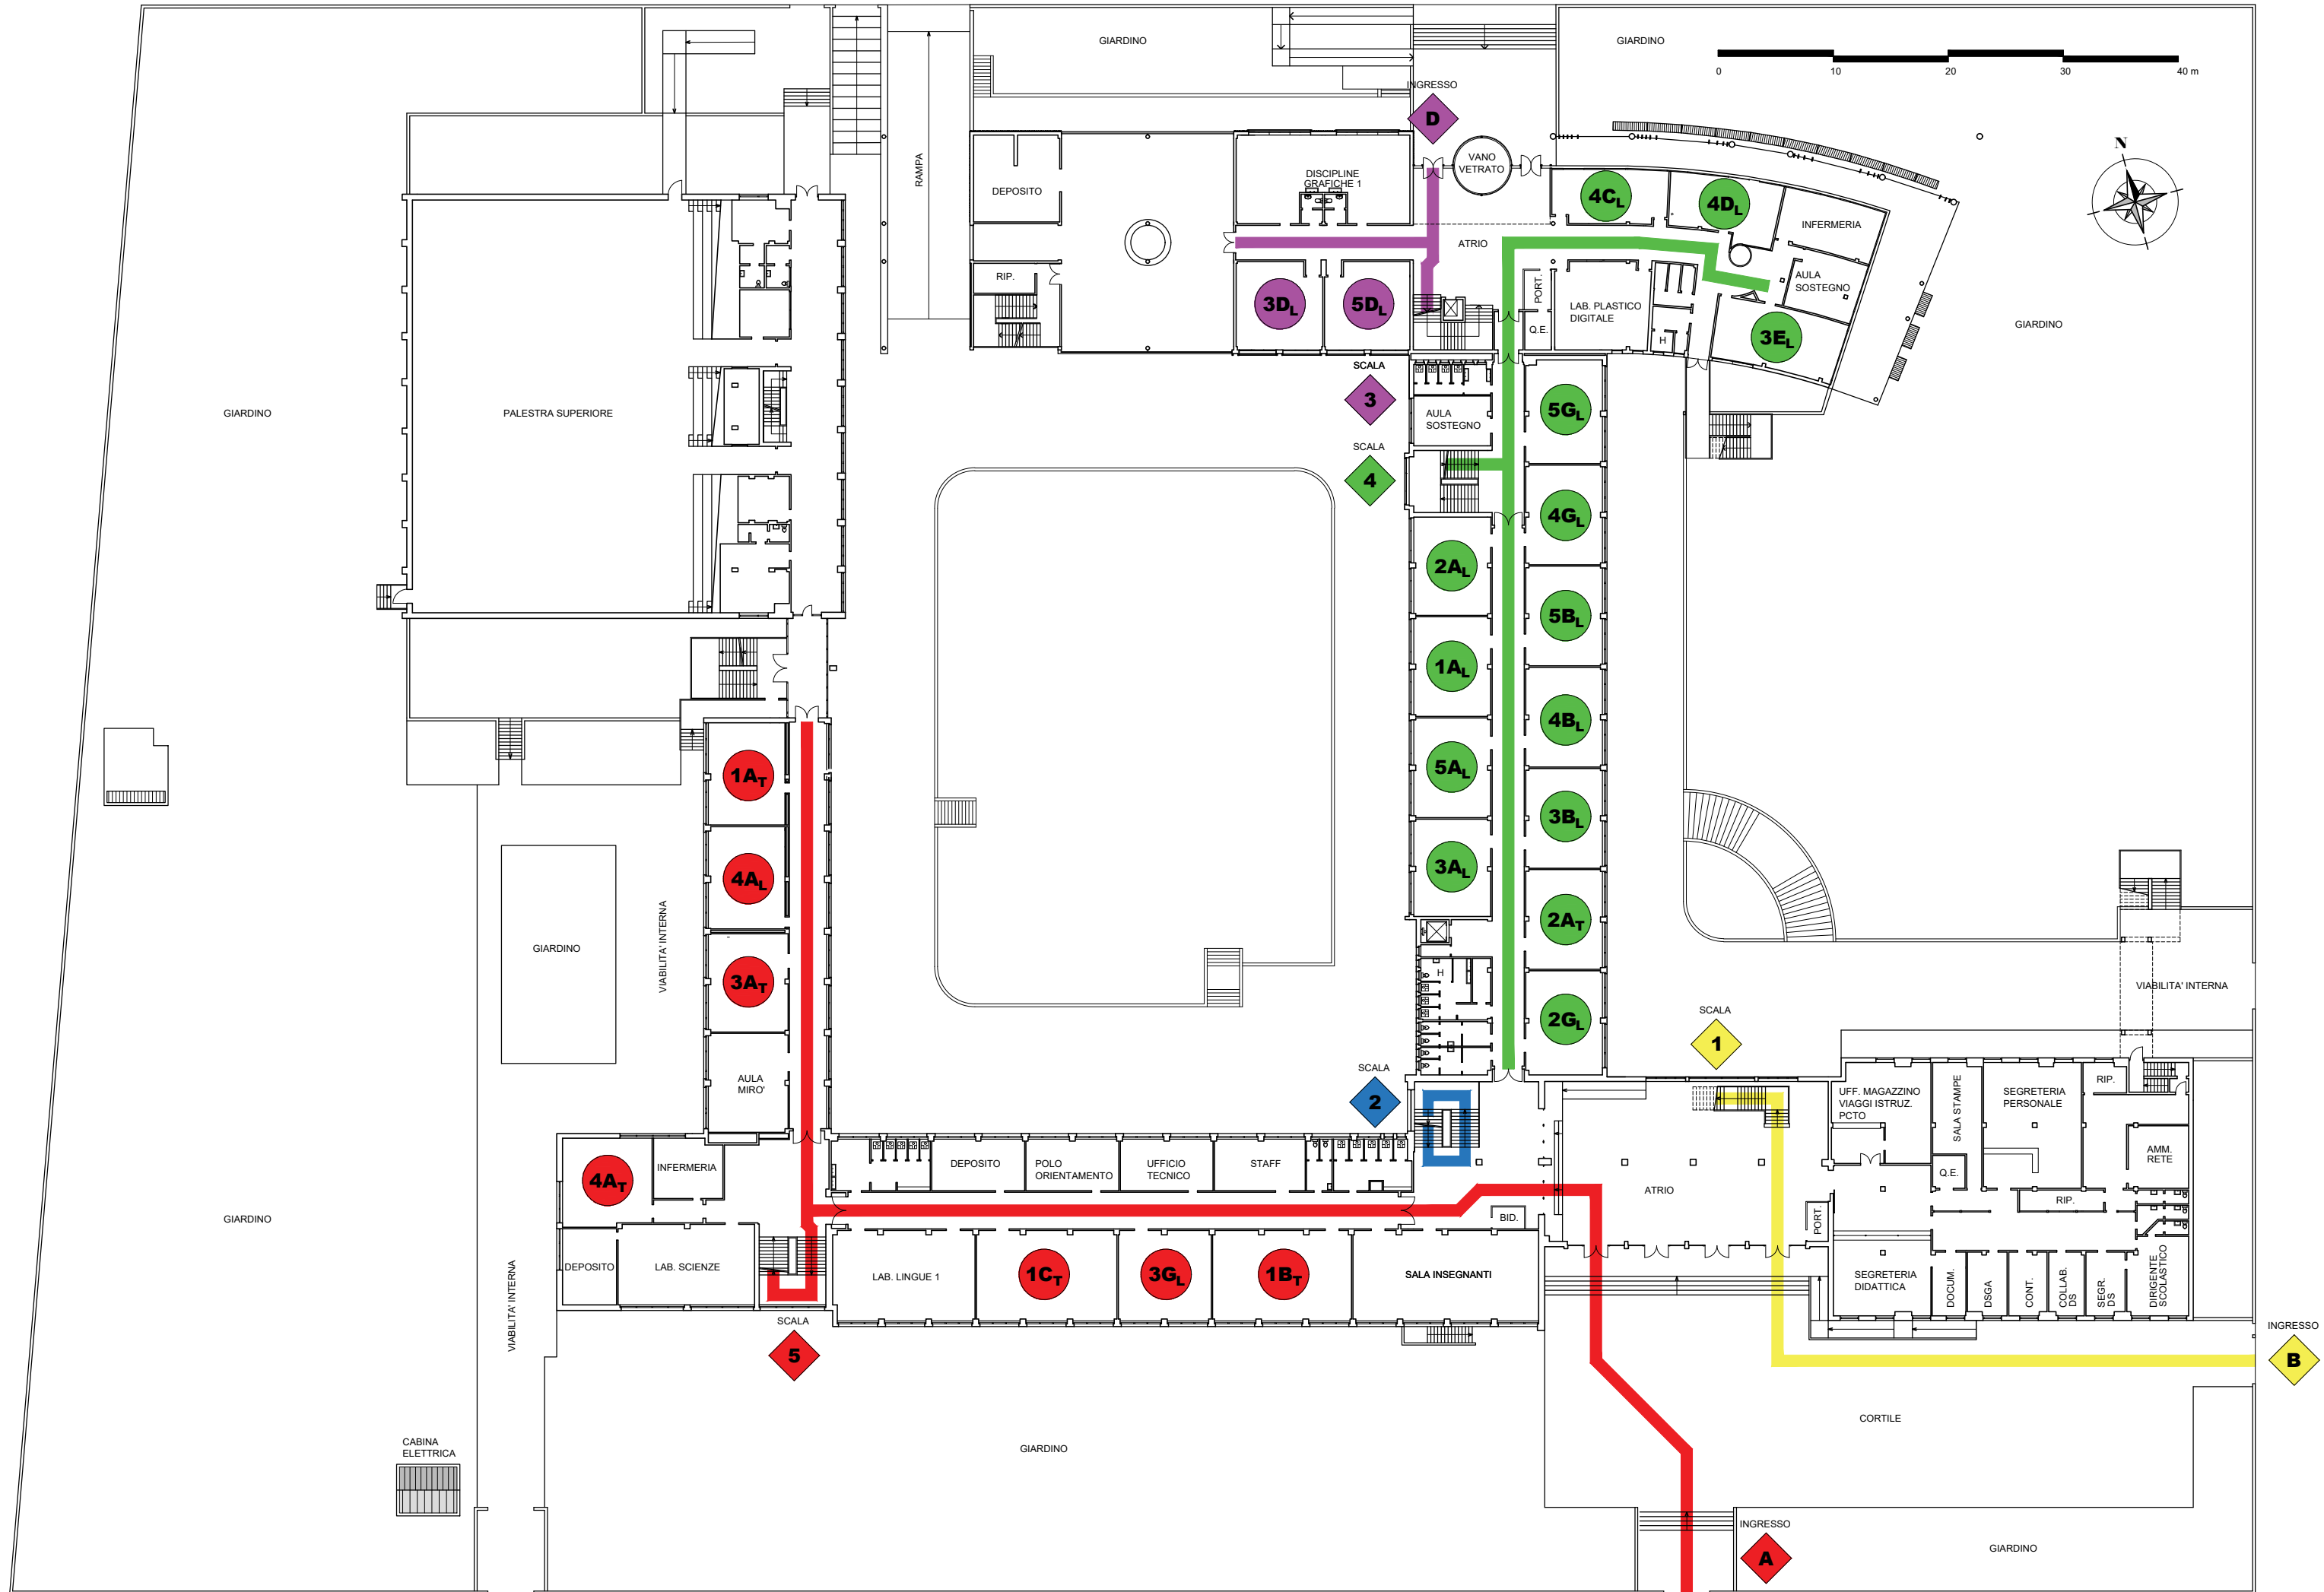 GIARDINO
GIARDINO
0
10
20
30
40 m
INGRESSO
D
N
RAMPA
DEPOSITO
DISCIPLINE
GRAFICHE 1
VANO
VETRATO
4CL
4DL
INFERMERIA
ATRIO
RIP.
3DL
5DL
PORT.
Q.E.
LAB. PLASTICO
DIGITALE
H
AULA
SOSTEGNO
3EL
GIARDINO
GIARDINO
PALESTRA SUPERIORE
SCALA
3
AULA
SOSTEGNO
5GL
SCALA
4
4GL
2AL
5BL
1AL
4BL
5AL
3BL
3AL
2AT
H
2GL
1AT
4AL
3AT
AULA
MIRO'
GIARDINO
VIABILITA' INTERNA
VIABILITA' INTERNA
SCALA
1
SCALA
2
UFF. MAGAZZINO
VIAGGI ISTRUZ.
PCTO
SALA STAMPE
SEGRETERIA
PERSONALE
RIP.
AMM.
RETE
Q.E.
RIP.
4AT
INFERMERIA
DEPOSITO
POLO
ORIENTAMENTO
UFFICIO
TECNICO
STAFF
ATRIO
BID.
PORT.
GIARDINO
VIABILITA' INTERNA
DEPOSITO
LAB. SCIENZE
LAB. LINGUE 1
1CT
3GL
1BT
SALA INSEGNANTI
SEGRETERIA
DIDATTICA
DOCUM.
DSGA
CONT.
COLLAB.
DS
SEGR.
DS
DIRIGENTE
SCOLASTICO
SCALA
5
INGRESSO
B
CORTILE
CABINA
ELETTRICA
GIARDINO
INGRESSO
A
GIARDINO